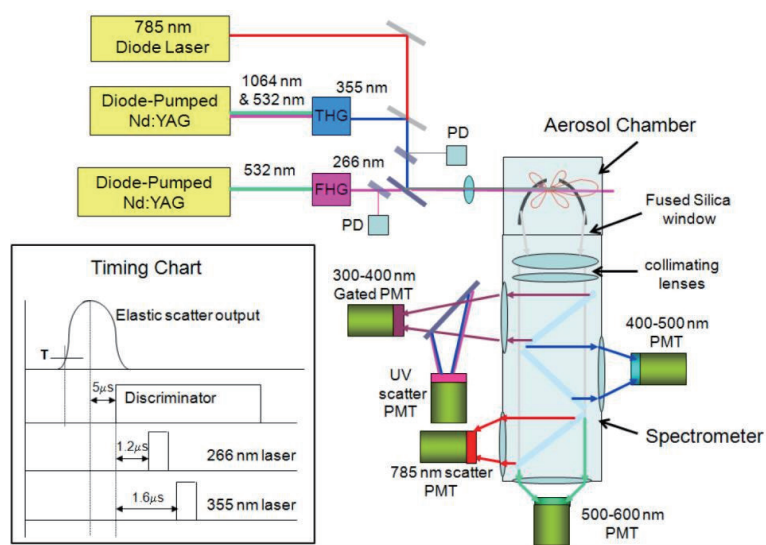 785 nm
Diode Laser
1064 nm
& 532 nm
355 nm
Diode-Pumped
Nd:YAG
THG
PD
Aerosol Chamber
532 nm
266 nm
Diode-Pumped
Nd:YAG
FHG
PD
Fused Silica
window
collimating
lenses
300-400 nm
Gated PMT
400-500 nm
PMT
UV
scatter
PMT
785 nm scatter
PMT
Spectrometer
500-600 nm
PMT
Timing Chart
Elastic scatter output
T
5µs
Discriminator
1.2µs
266 nm laser
1.6µs
355 nm laser